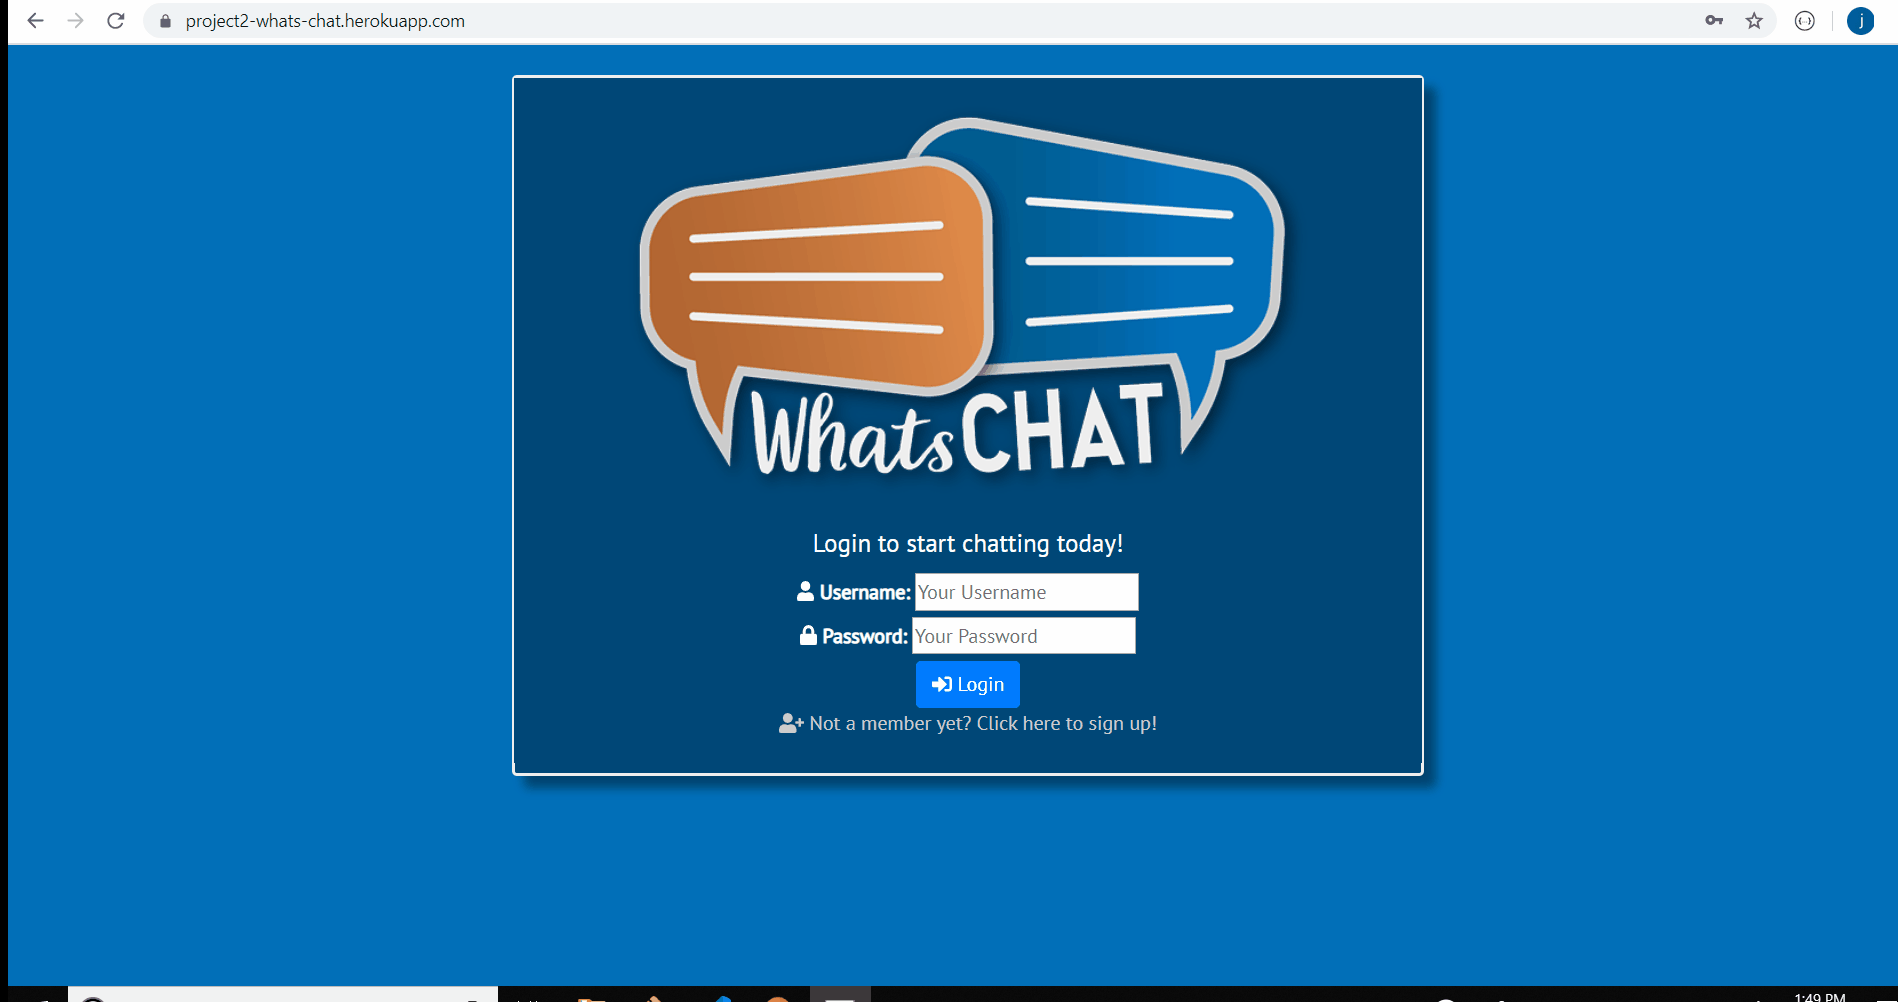 project2-whats-chat.herokuapp.com
j
WhatsCHAT
Login to start chatting today!
Username: Your Username
Password: Your Password
Login
Not a member yet? Click here to sign up!
1:49 PM